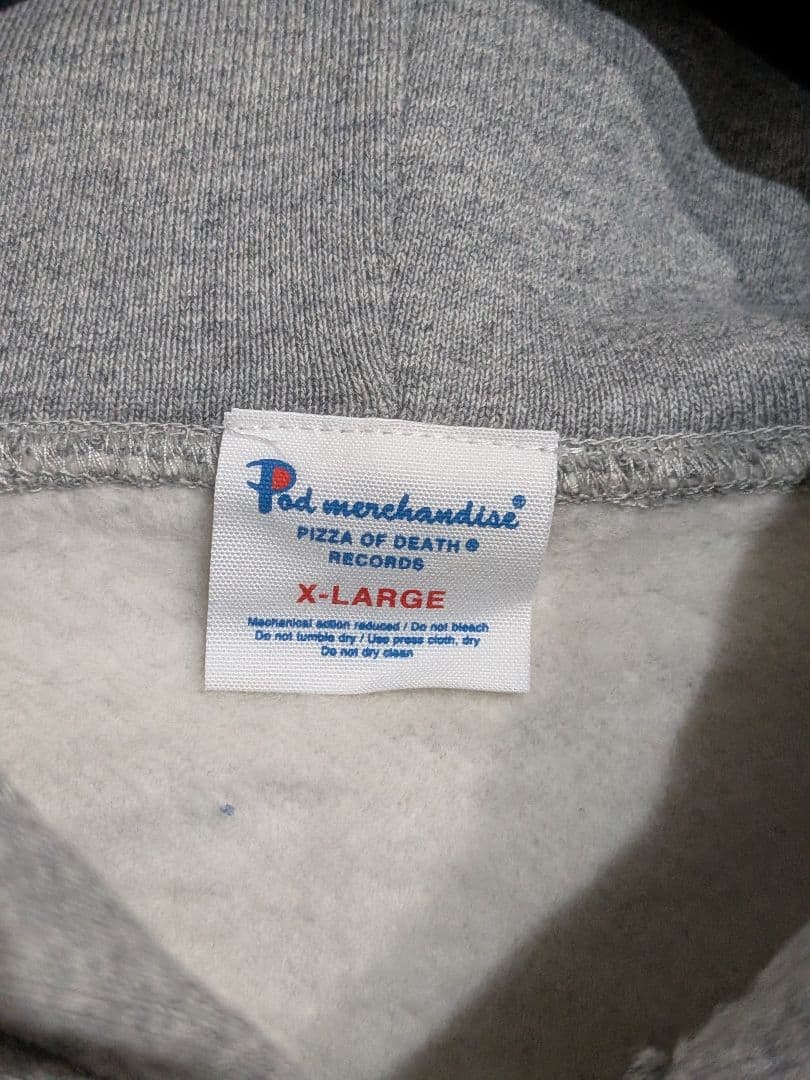 Pod merchandise®
PIZZA OF DEATH ®
RECORDS
X-LARGE
Mechanical action reduced / Do not bleach
Do not tumble dry / Use press cloth, dry
Do not dry clean